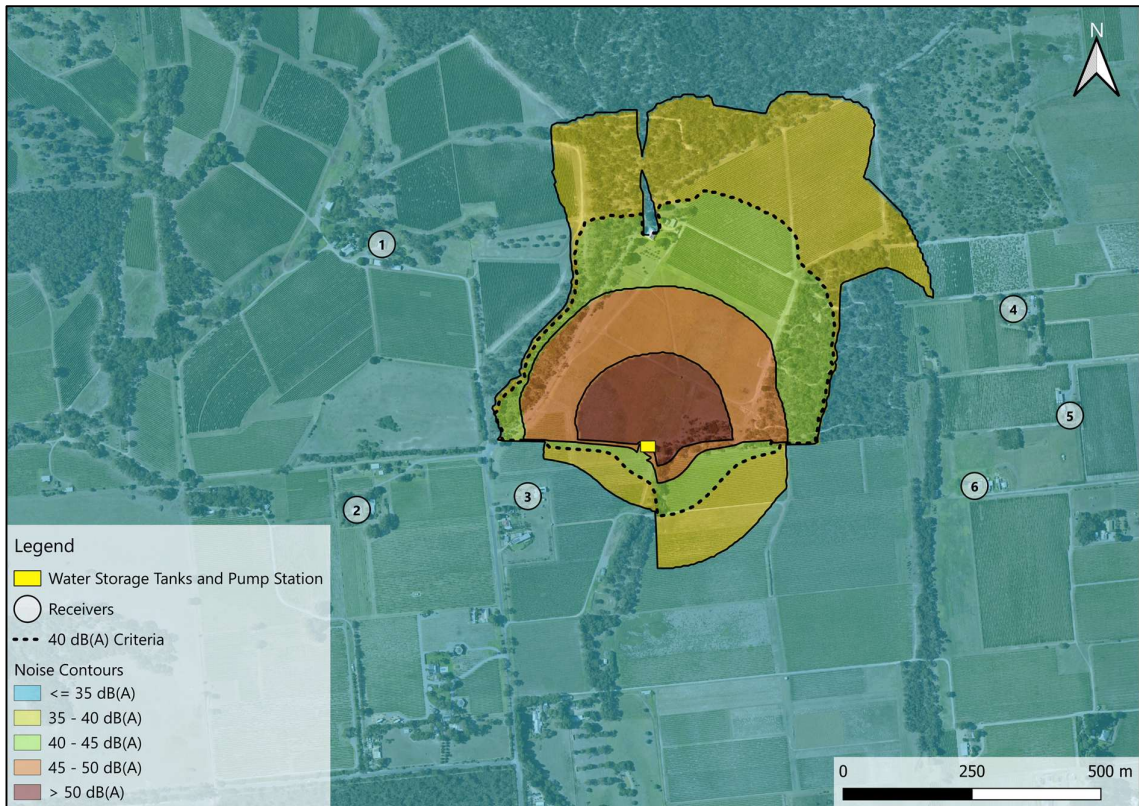 N
1
4
5
6
3
2
Legend
Water Storage Tanks and Pump Station
Receivers
40 dB(A) Criteria
Noise Contours
<= 35 dB(A)
35 - 40 dB(A)
40 - 45 dB(A)
45 - 50 dB(A)
> 50 dB(A)
0 250 500 m